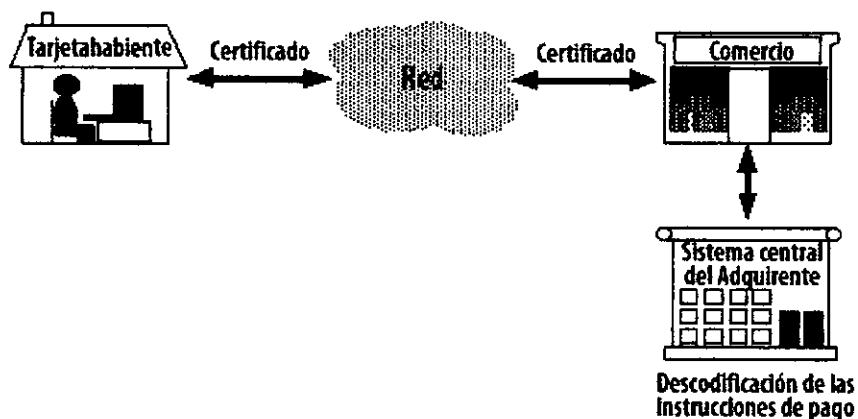 Tarjetahabiente
Certificado
Red
Certificado
Comercio
Sistema central
del Adquirente
Descodificación de las
instrucciones de pago